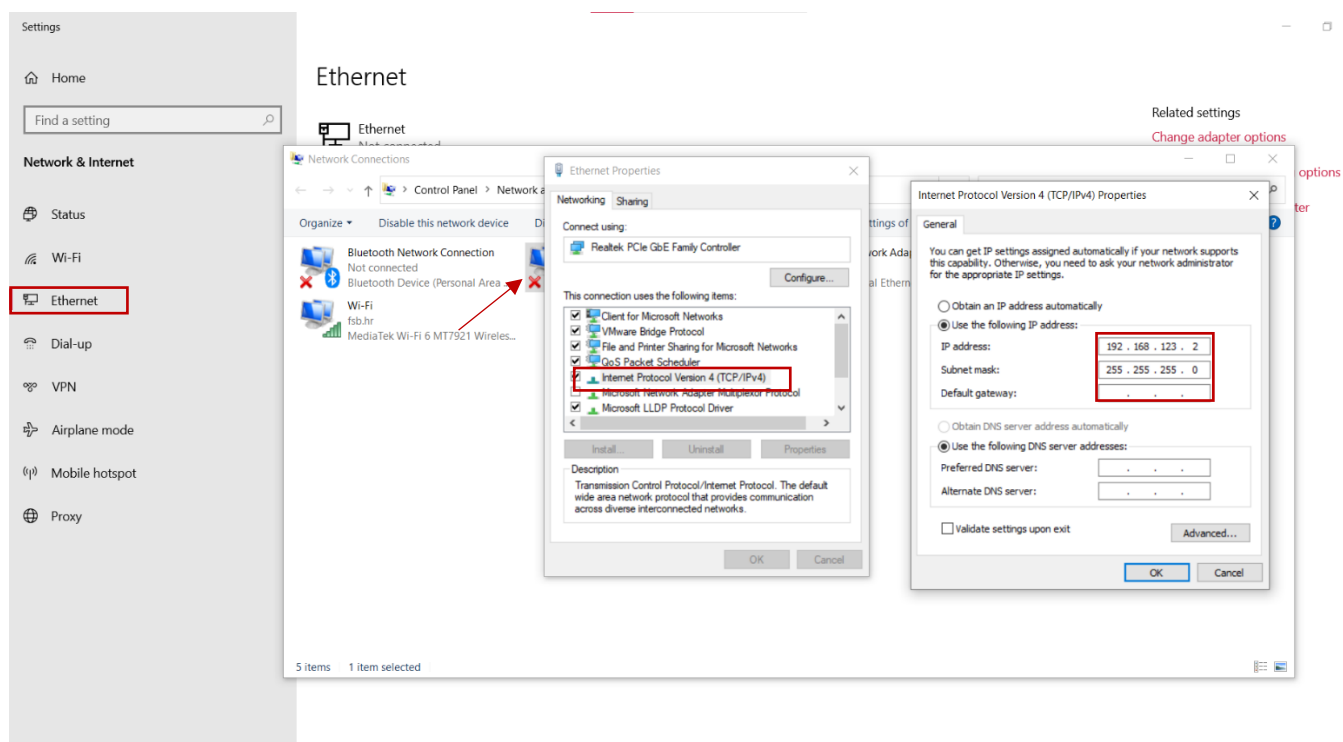 Settings
Home
Find a setting
Network & Internet
Status
Wi-Fi
Ethernet
Dial-up
VPN
Airplane mode
Mobile hotspot
Proxy
Ethernet
Ethernet
Not connected
Related settings
Change adapter options
options
ter
Network Connections
Control Panel > Network a
Organize
Disable this network device
Di
ttings of
Bluetooth Network Connection
Not connected
Bluetooth Device (Personal Area ...
Wi-Fi
fsb.hr
MediaTek Wi-Fi 6 MT7921 Wireles...
work Adap
al Ethern
5 items
1 item selected
Ethernet Properties
Networking
Sharing
Connect using:
Realtek PCIe GbE Family Controller
Configure...
This connection uses the following items:
Client for Microsoft Networks
VMware Bridge Protocol
File and Printer Sharing for Microsoft Networks
QoS Packet Scheduler
Internet Protocol Version 4 (TCP/IPv4)
Microsoft Network Adapter Multiplexor Protocol
Microsoft LLDP Protocol Driver
Install...
Uninstall
Properties
Description
Transmission Control Protocol/Internet Protocol. The default
wide area network protocol that provides communication
across diverse interconnected networks.
OK
Cancel
Internet Protocol Version 4 (TCP/IPv4) Properties
General
You can get IP settings assigned automatically if your network supports
this capability. Otherwise, you need to ask your network administrator
for the appropriate IP settings.
Obtain an IP address automatically
Use the following IP address:
IP address: 192 . 168 . 123 . 2
Subnet mask: 255 . 255 . 255 . 0
Default gateway: . . .
Obtain DNS server address automatically
Use the following DNS server addresses:
Preferred DNS server: . . .
Alternate DNS server: . . .
Validate settings upon exit
Advanced...
OK
Cancel